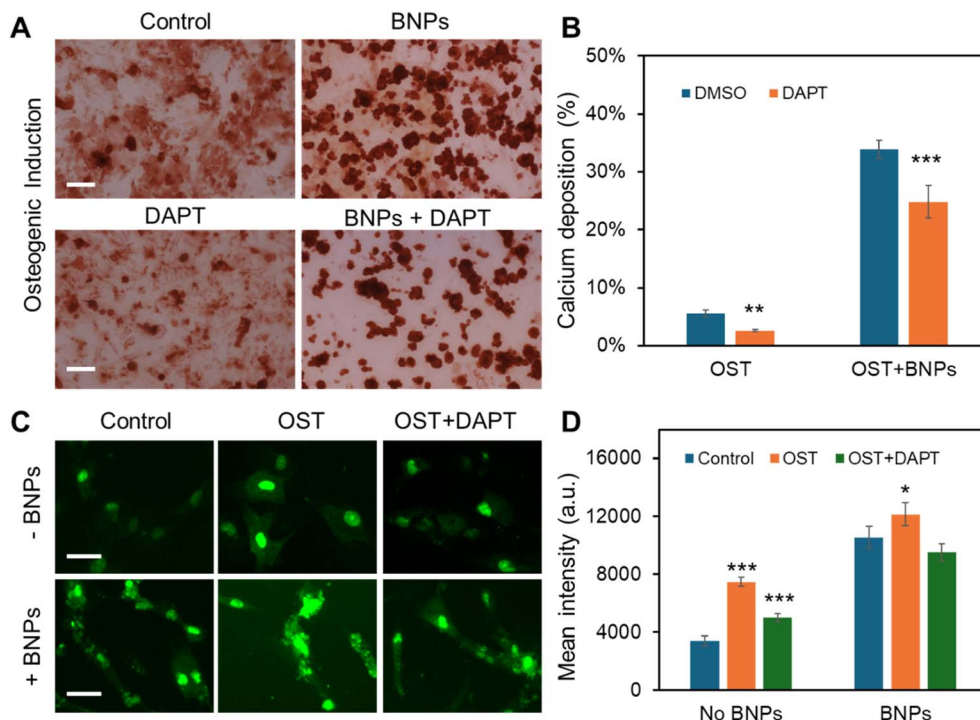 A
Control
BNPs
Osteogenic Induction
DAPT
BNPs + DAPT
B
50%
40%
30%
20%
10%
0%
Calcium deposition (%)
DMSO
DAPT
**
***
OST
OST+BNPs
C
Control
OST
OST+DAPT
- BNPs
+ BNPs
D
16000
12000
8000
4000
0
Mean intensity (a.u.)
Control
OST
OST+DAPT
***
***
*
No BNPs
BNPs